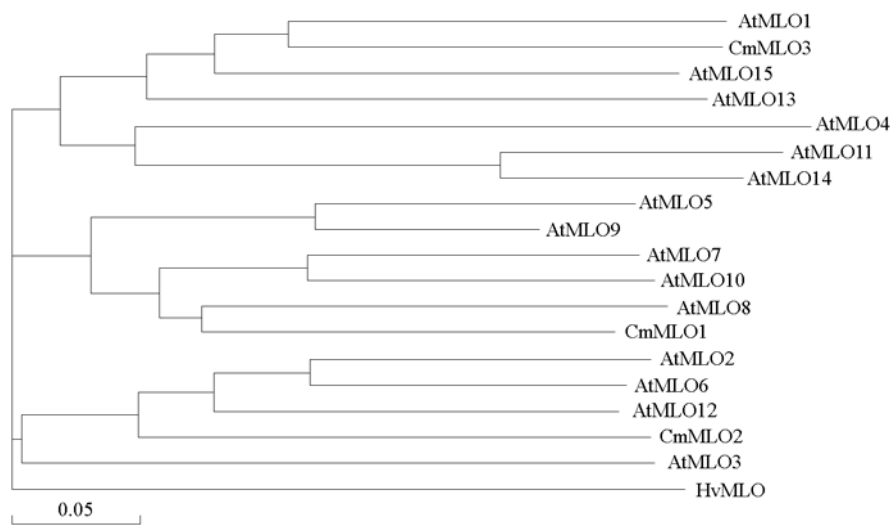 AtMLO1
CmMLO3
AtMLO15
AtMLO13
AtMLO4
AtMLO11
AtMLO14
AtMLO5
AtMLO9
AtMLO7
AtMLO10
AtMLO8
CmMLO1
AtMLO2
AtMLO6
AtMLO12
CmMLO2
AtMLO3
HvMLO
0.05